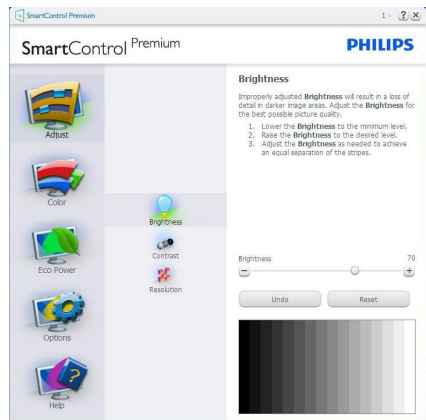 SmartControl Premium
1 - ? X
SmartControl Premium
PHILIPS
Adjust
Color
Eco Power
Options
Help
Brightness
Contrast
Resolution
Brightness
Improperly adjusted Brightness will result in a loss of
detail in darker image areas. Adjust the Brightness for
the best possible picture quality.
1. Lower the Brightness to the minimum level.
2. Raise the Brightness to the desired level.
3. Adjust the Brightness as needed to achieve
an equal separation of the stripes.
Brightness 70
Undo Reset